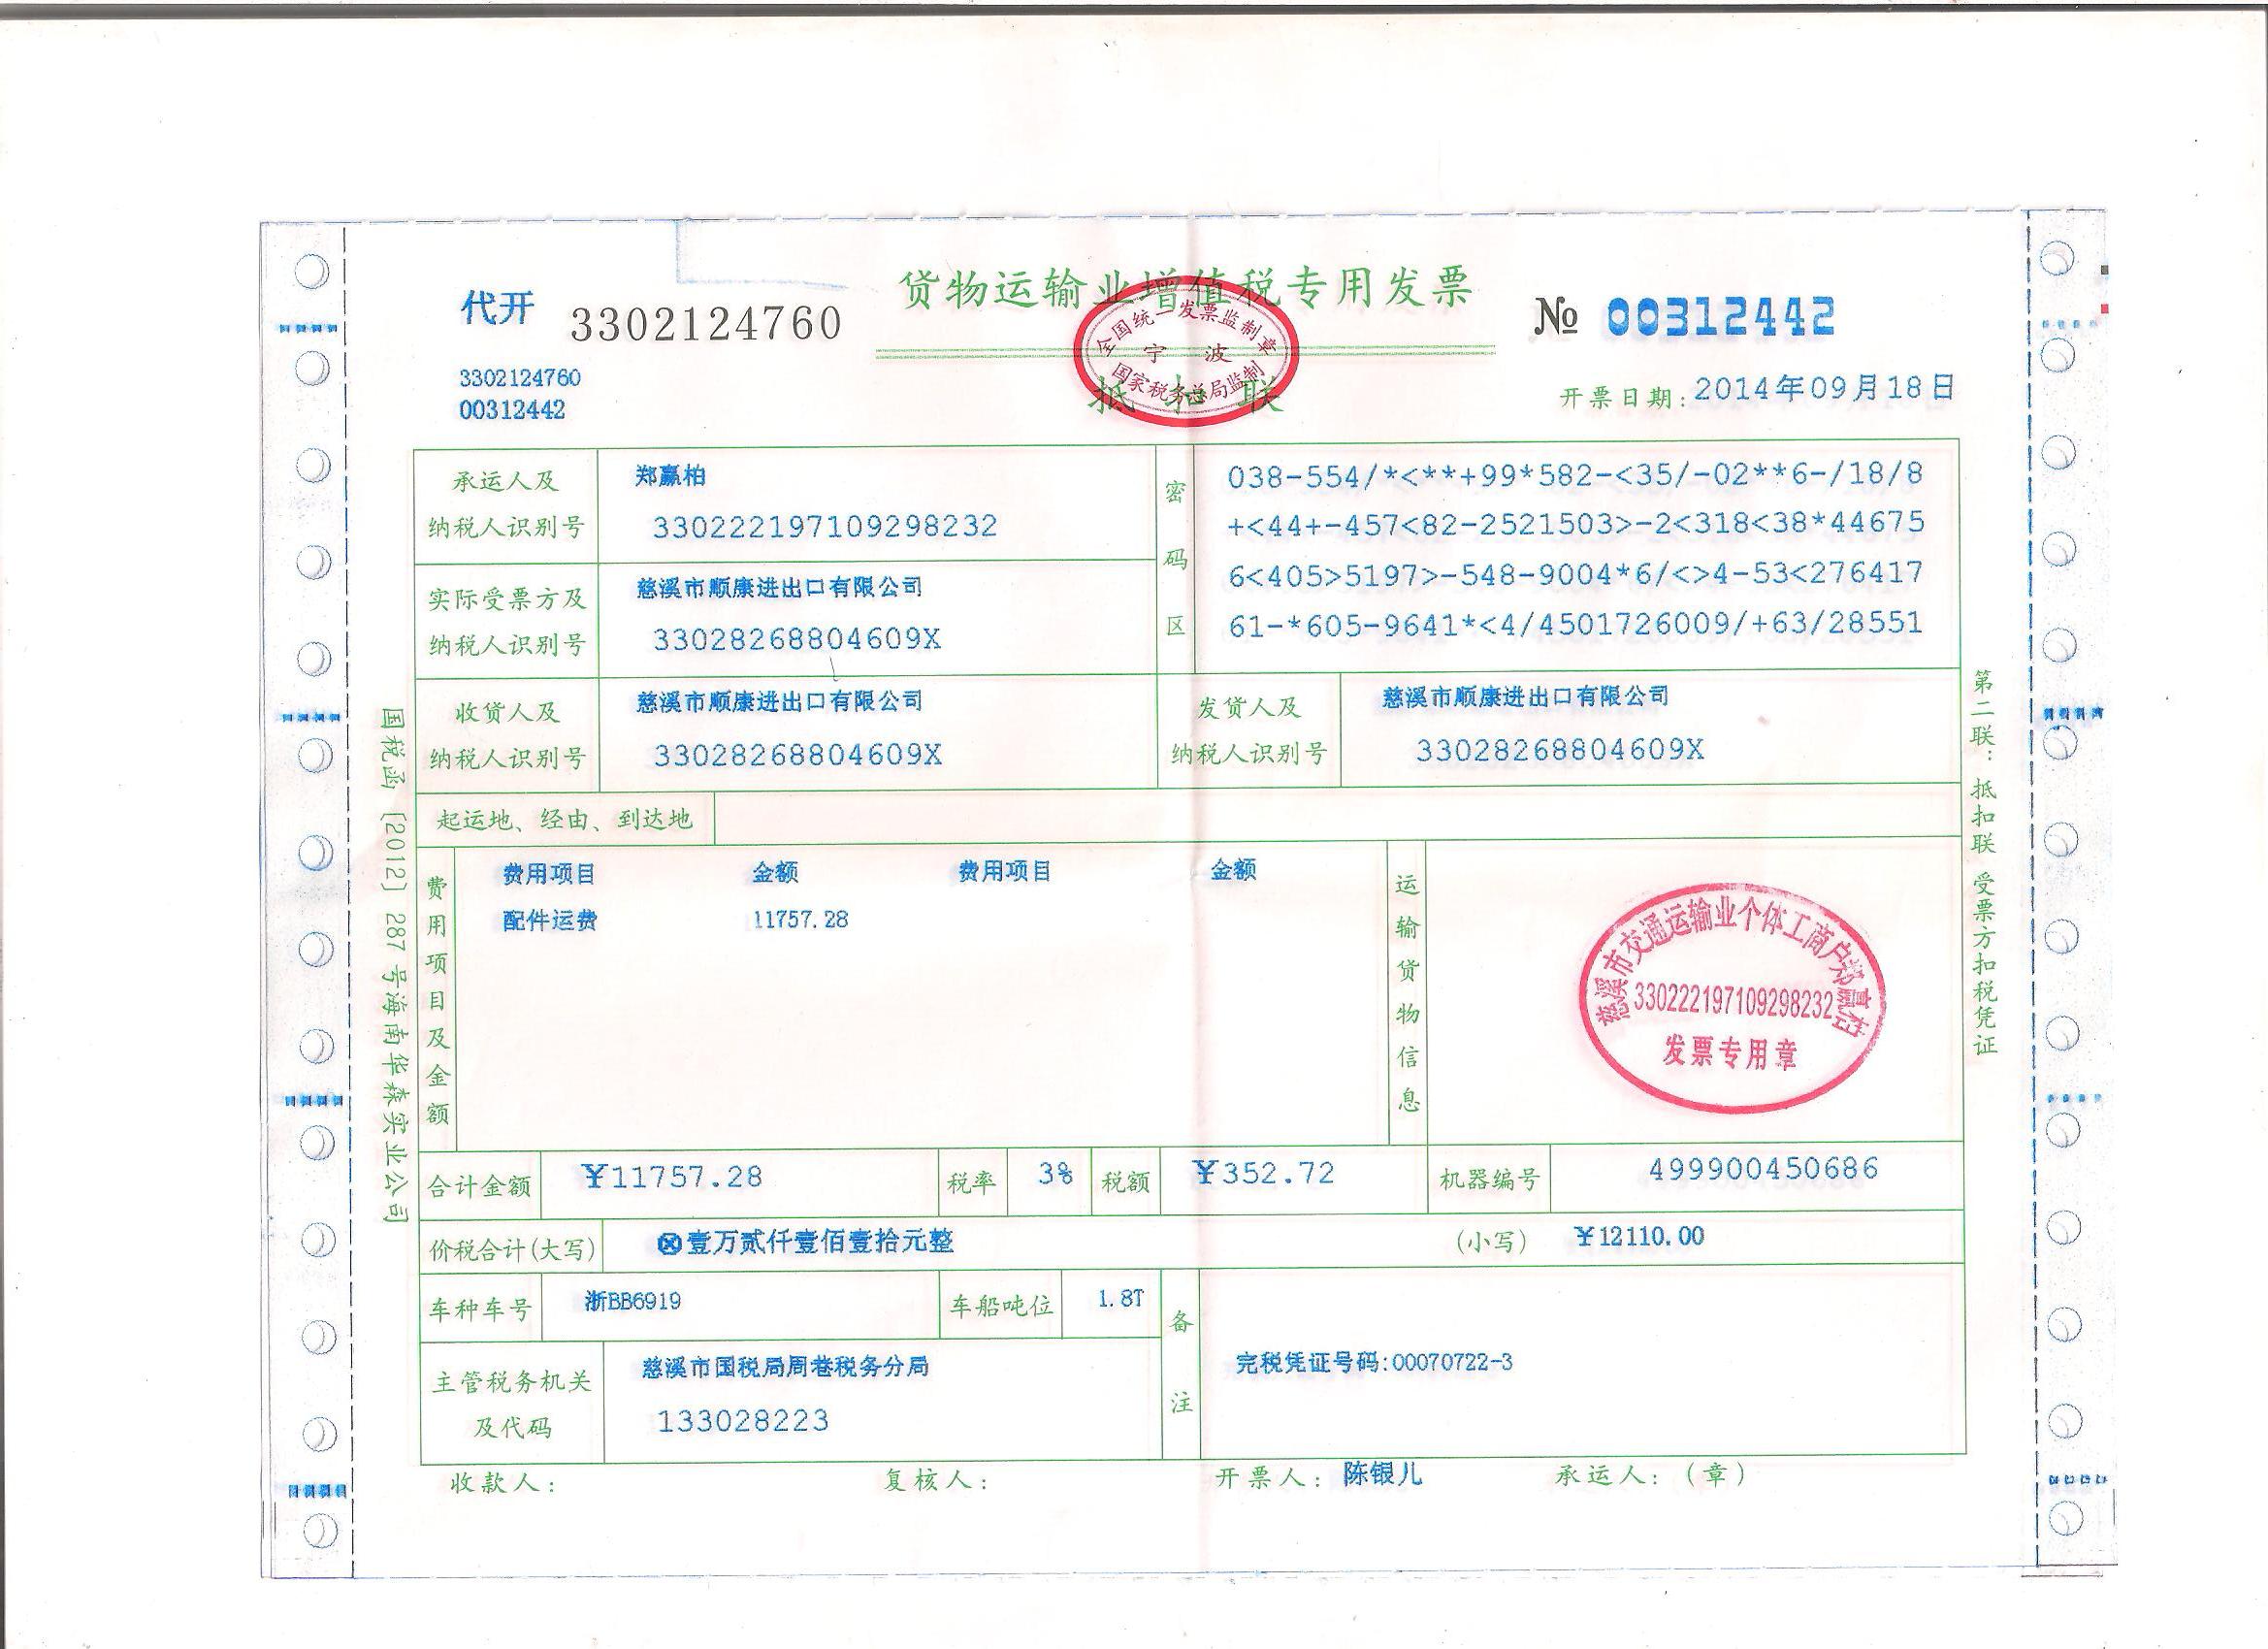 货物运输业增值税专用发票
代开 3302124760
№ 00312442
全国统一发票监制章
宁波
国家税务总局监制
抵扣联
3302124760
00312442
开票日期: 2014年09月18日
承运人及纳税人识别号
郑赢柏
330222197109298232
密码区
038-554/*<**+99*582-<35/-02**6-/18/8
+<44+-457<82-2521503>-2<318<38*44675
6<405>5197>-548-9004*6/<>4-53<276417
61-*605-9641*<4/4501726009/+63/28551
实际受票方及纳税人识别号
慈溪市顺康进出口有限公司
33028268804609X
收货人及纳税人识别号
慈溪市顺康进出口有限公司
33028268804609X
发货人及纳税人识别号
慈溪市顺康进出口有限公司
33028268804609X
起运地、经由、到达地
费用项目及金额
费用项目 金额 费用项目 金额
配件运费 11757.28
运输货物信息
慈溪市交通运输业个体工商户郑赢柏
330222197109298232
发票专用章
合计金额 ¥11757.28 税率 3% 税额 ¥352.72 机器编号 499900450686
价税合计(大写) ⊗壹万贰仟壹佰壹拾元整 (小写) ¥12110.00
车种车号 浙BB6919 车船吨位 1.8T
主管税务机关及代码
慈溪市国税局周巷税务分局
133028223
备注
完税凭证号码:00070722-3
收款人: 复核人: 开票人: 陈银儿 承运人:(章)
国税函〔2012〕287号海南华森实业公司
第二联:抵扣联 受票方扣税凭证